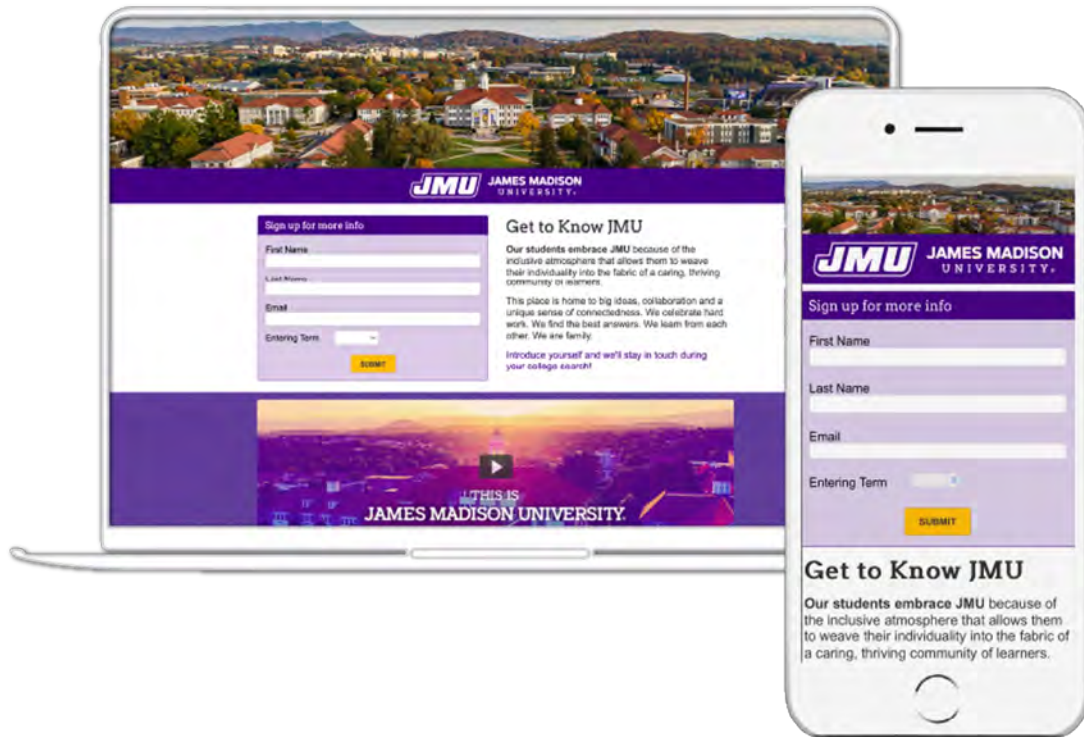 JMU JAMES MADISON
UNIVERSITY.
Sign up for more info
First Name
Last Name
Email
Entering Term
SUBMIT
Get to Know JMU
Our students embrace JMU because of the
inclusive atmosphere that allows them to weave
their individuality into the fabric of a caring, thriving
community of learners.
This place is home to big ideas, collaboration and a
unique sense of connectedness. We celebrate hard
work. We find the best answers. We learn from each
other. We are family.
Introduce yourself and we'll stay in touch during
your college search!
THIS IS
JAMES MADISON UNIVERSITY.
JMU JAMES MADISON
UNIVERSITY.
Sign up for more info
First Name
Last Name
Email
Entering Term
SUBMIT
Get to Know JMU
Our students embrace JMU because of
the inclusive atmosphere that allows them
to weave their individuality into the fabric of
a caring, thriving community of learners.